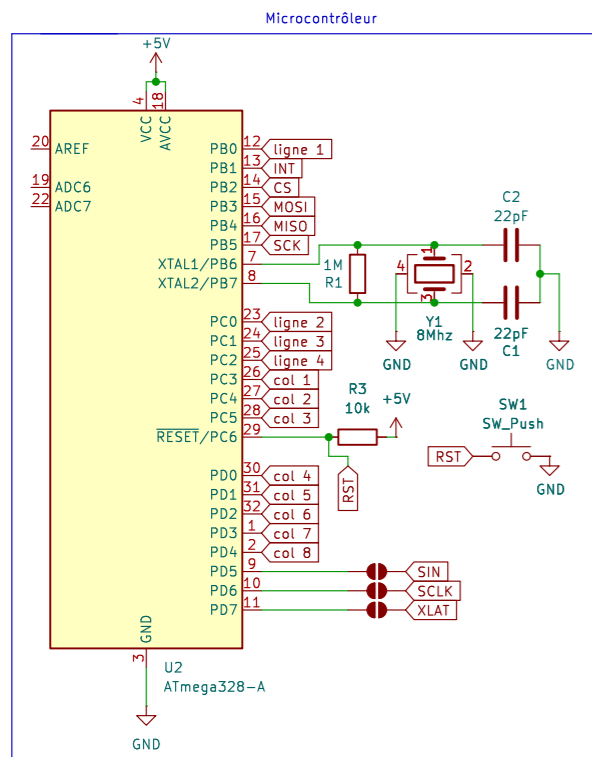 Microcontrôleur
+5V
4
VCC
18
AVCC
20
AREF
19
ADC6
22
ADC7
PB0
12
ligne 1
PB1
13
INT
PB2
14
CS
PB3
15
MOSI
PB4
16
MISO
PB5
17
SCK
XTAL1/PB6
7
XTAL2/PB7
8
1M
R1
4
1
2
3
Y1
8Mhz
C2
22pF
22pF
C1
GND
GND
GND
PC0
23
ligne 2
PC1
24
ligne 3
PC2
25
ligne 4
PC3
26
col 1
PC4
27
col 2
PC5
28
col 3
RESET/PC6
29
R3
10k
+5V
RST
SW1
SW_Push
RST
GND
PD0
30
col 4
PD1
31
col 5
PD2
32
col 6
PD3
1
col 7
PD4
2
col 8
PD5
9
SIN
PD6
10
SCLK
PD7
11
XLAT
GND
3
U2
ATmega328-A
GND